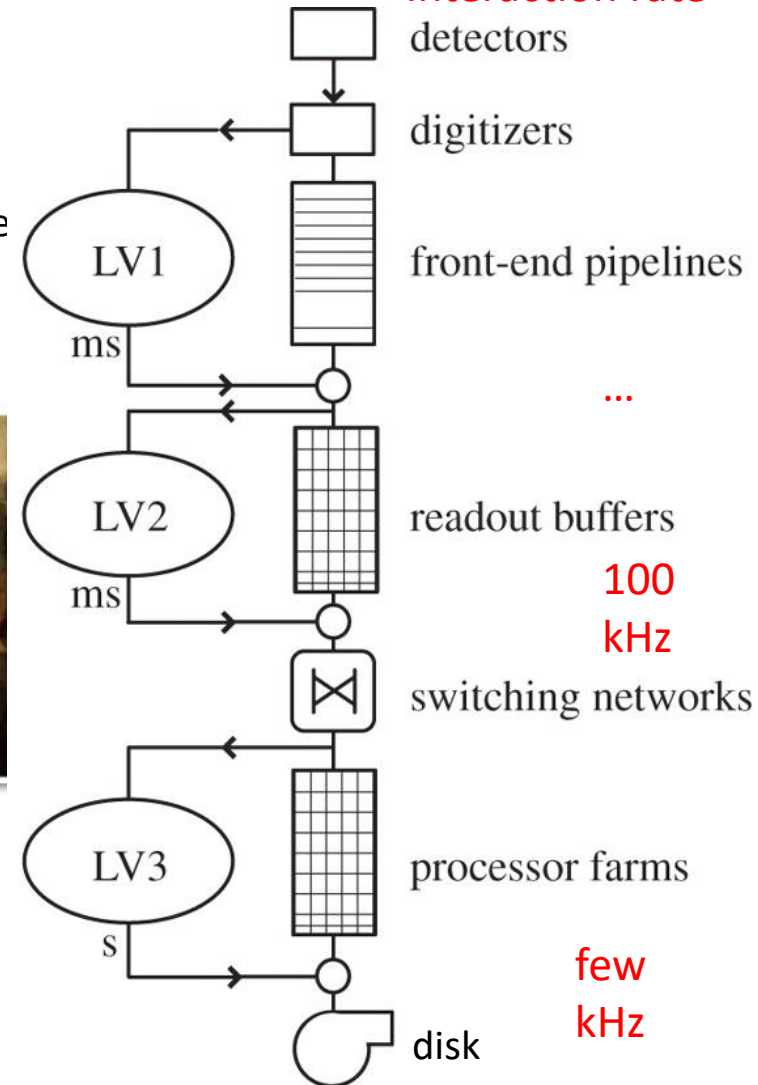 detectors
digitizers
LV1
front-end pipelines
ms
...
LV2
readout buffers
ms
100
kHz
switching networks
LV3
processor farms
s
few
kHz
disk